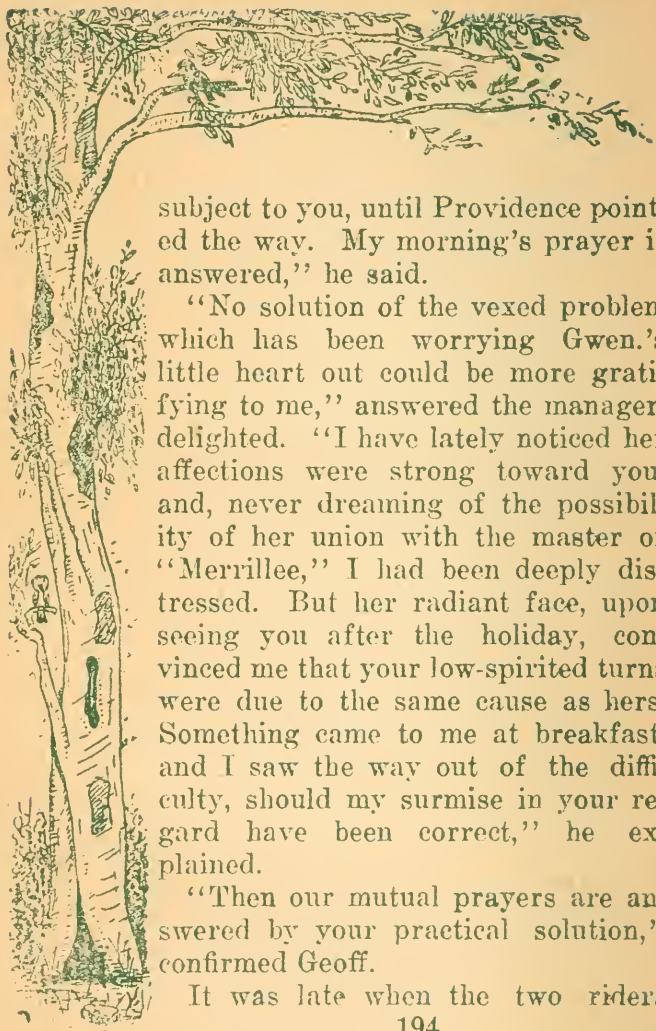 subject to you, until Providence point
ed the way. My morning's prayer i
answered," he said.
"No solution of the vexed problem
which has been worrying Gwen.'s
little heart out could be more grati
fying to me," answered the manager
delighted. "I have lately noticed her
affections were strong toward you
and, never dreaming of the possibil
ity of her union with the master of
"Merrillee," I had been deeply dis
tressed. But her radiant face, upon
seeing you after the holiday, con
vinced me that your low-spirited turns
were due to the same cause as hers
Something came to me at breakfast
and I saw the way out of the diffi
culty, should my surmise in your re
gard have been correct," he ex
plained.
"Then our mutual prayers are an
swered by your practical solution,"
confirmed Geoff.
It was late when the two riders
194